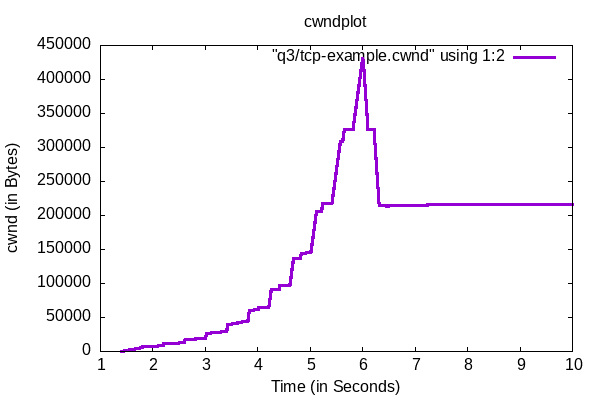 cwndplot
"q3/tcp-example.cwnd" using 1:2
450000
400000
350000
300000
250000
200000
150000
100000
50000
0
cwnd (in Bytes)
1 2 3 4 5 6 7 8 9 10
Time (in Seconds)